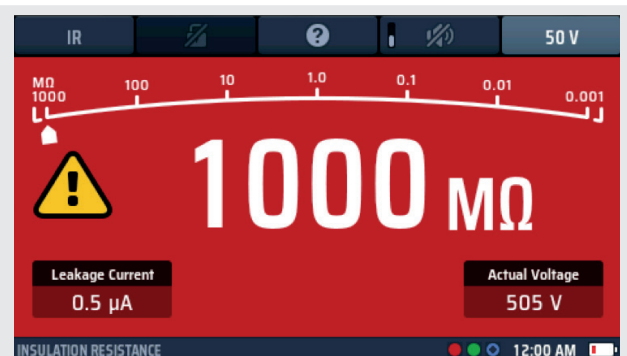 IR ? 50 V
MΩ
1000 100 10 1.0 0.1 0.01 0.001
! 1000 MΩ
Leakage Current Actual Voltage
0.5 µA 505 V
INSULATION RESISTANCE 12:00 AM